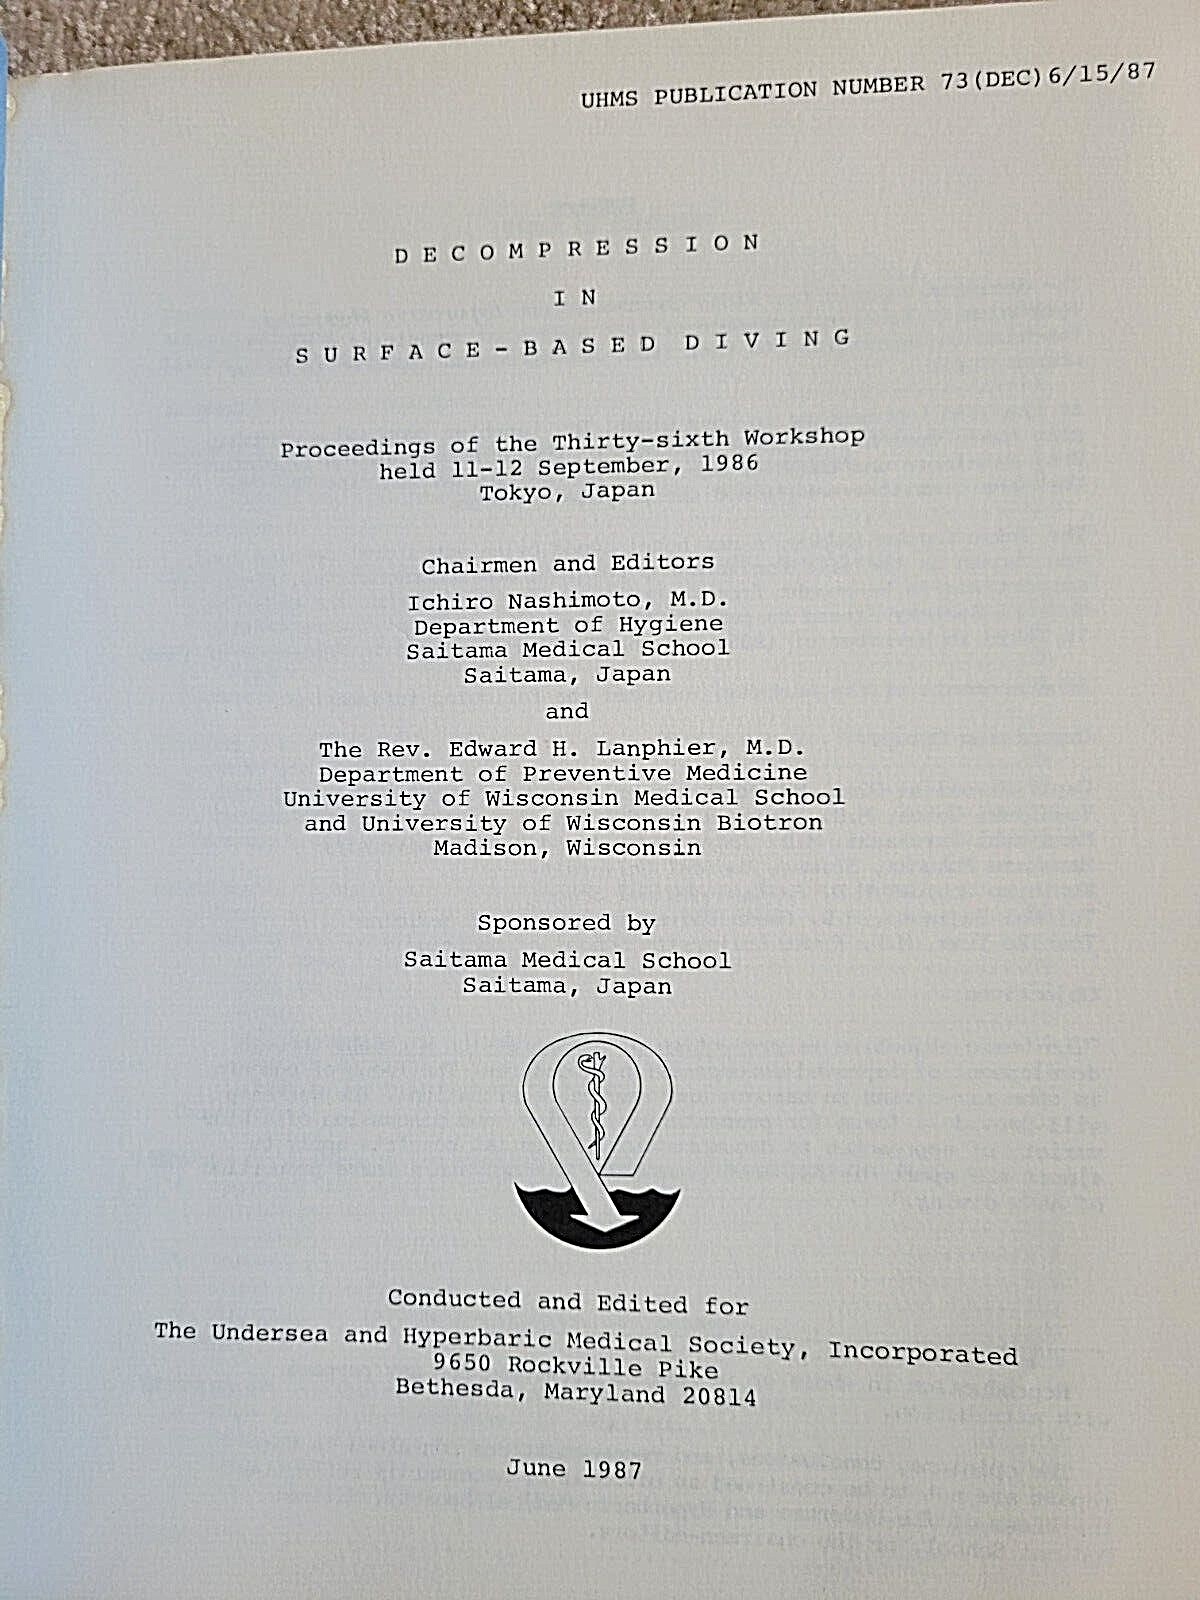 UHMS PUBLICATION NUMBER 73(DEC)6/15/87
D E C O M P R E S S I O N
I N
S U R F A C E - B A S E D  D I V I N G
Proceedings of the Thirty-sixth Workshop
held 11-12 September, 1986
Tokyo, Japan
Chairmen and Editors
Ichiro Nashimoto, M.D.
Department of Hygiene
Saitama Medical School
Saitama, Japan
and
The Rev. Edward H. Lanphier, M.D.
Department of Preventive Medicine
University of Wisconsin Medical School
and University of Wisconsin Biotron
Madison, Wisconsin
Sponsored by
Saitama Medical School
Saitama, Japan
Conducted and Edited for
The Undersea and Hyperbaric Medical Society, Incorporated
9650 Rockville Pike
Bethesda, Maryland 20814
June 1987